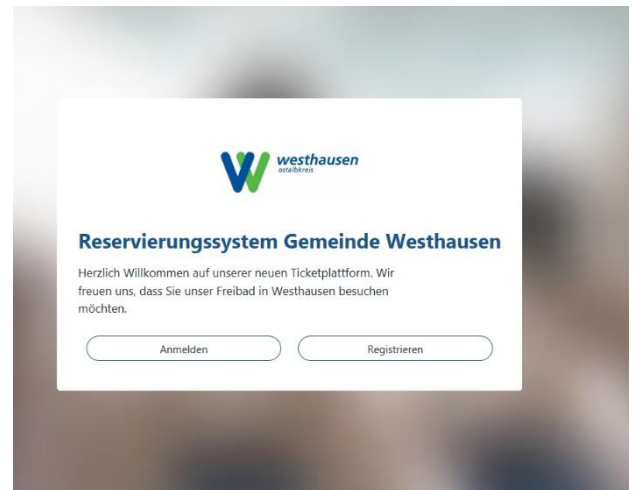 westhausen
ostalbkreis
Reservierungssystem Gemeinde Westhausen
Herzlich Willkommen auf unserer neuen Ticketplattform. Wir
freuen uns, dass Sie unser Freibad in Westhausen besuchen
möchten.
Anmelden Registrieren